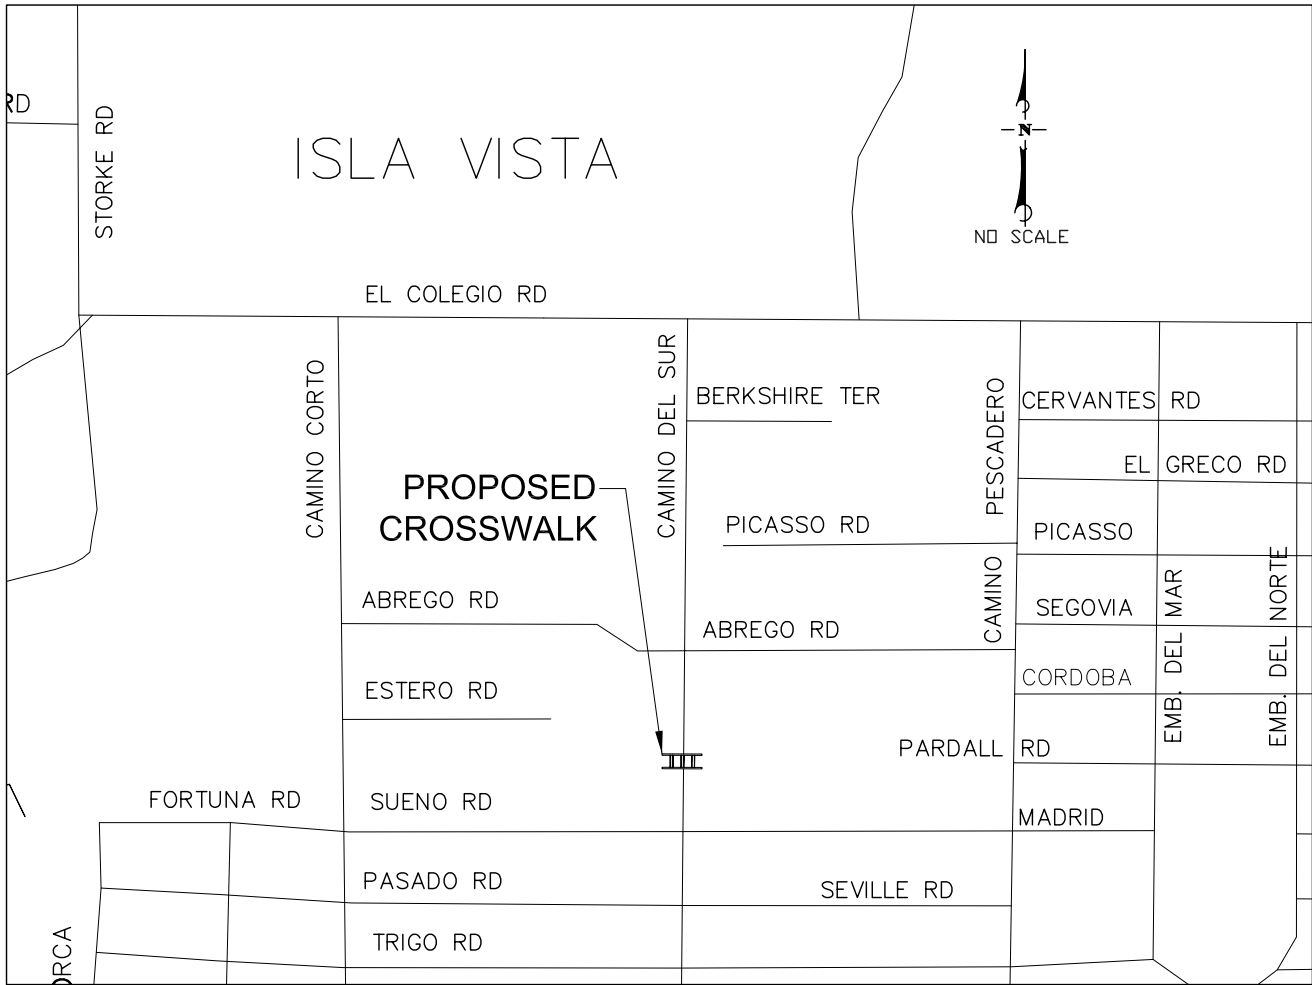 RD
STORKE RD
ISLA VISTA
N
NO SCALE
EL COLEGIO RD
CAMINO CORTO
CAMINO DEL SUR
BERKSHIRE TER
CAMINO PESCADERO
CERVANTES RD
EL GRECO RD
PROPOSED
CROSSWALK
PICASSO RD
PICASSO
ABREGO RD
ABREGO RD
SEGOVIA
EMB. DEL MAR
EMB. DEL NORTE
ESTERO RD
CORDOBA
PARDALL RD
FORTUNA RD
SUENO RD
MADRID
PASADO RD
SEVILLE RD
TRIGO RD
ORCA